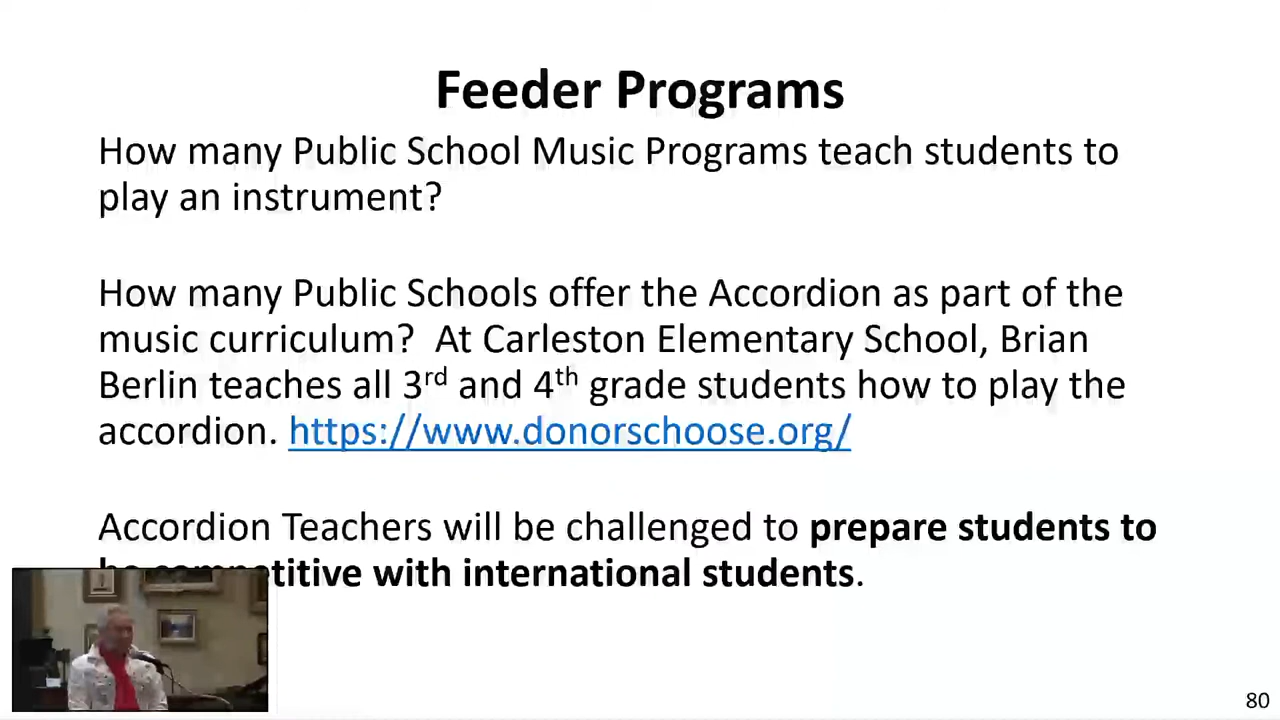 Feeder Programs
How many Public School Music Programs teach students to
play an instrument?
How many Public Schools offer the Accordion as part of the
music curriculum?  At Carleston Elementary School, Brian
Berlin teaches all 3rd and 4th grade students how to play the
accordion. https://www.donorschoose.org/
Accordion Teachers will be challenged to prepare students to
be competitive with international students.
80